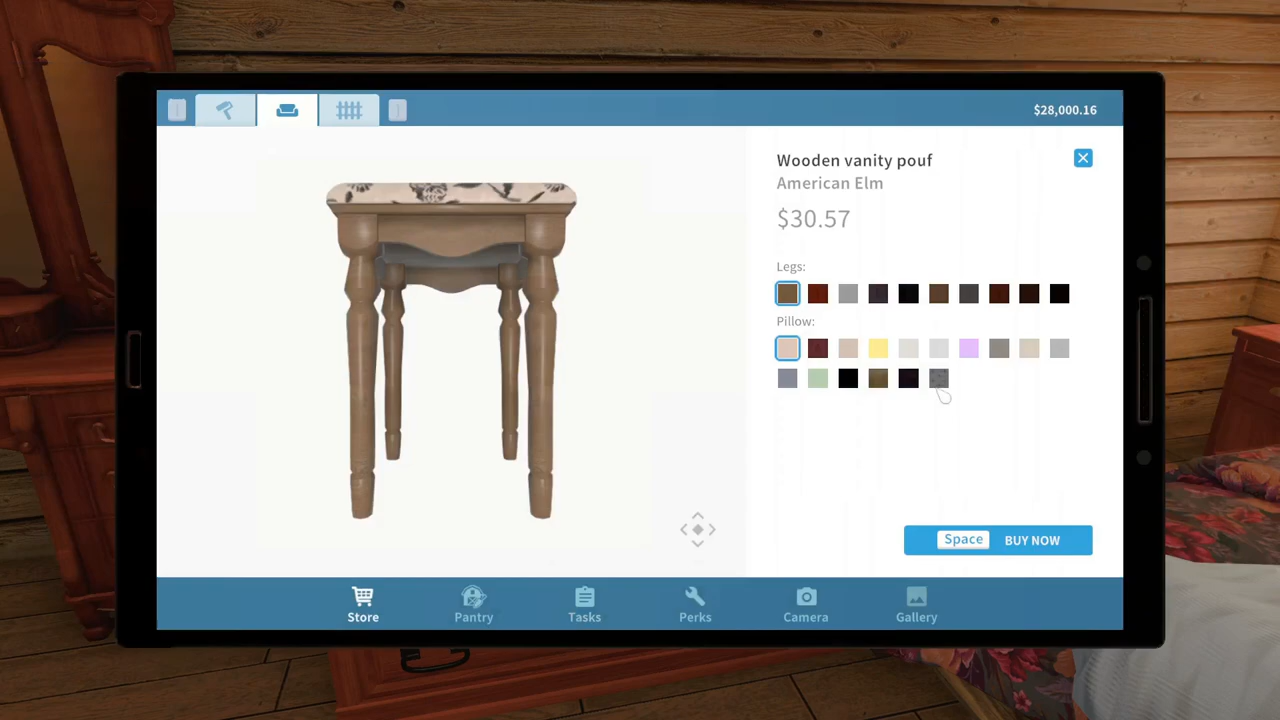 $28,000.16
Wooden vanity pouf
American Elm
$30.57
Legs:
Pillow:
Space BUY NOW
Store Pantry Tasks Perks Camera Gallery